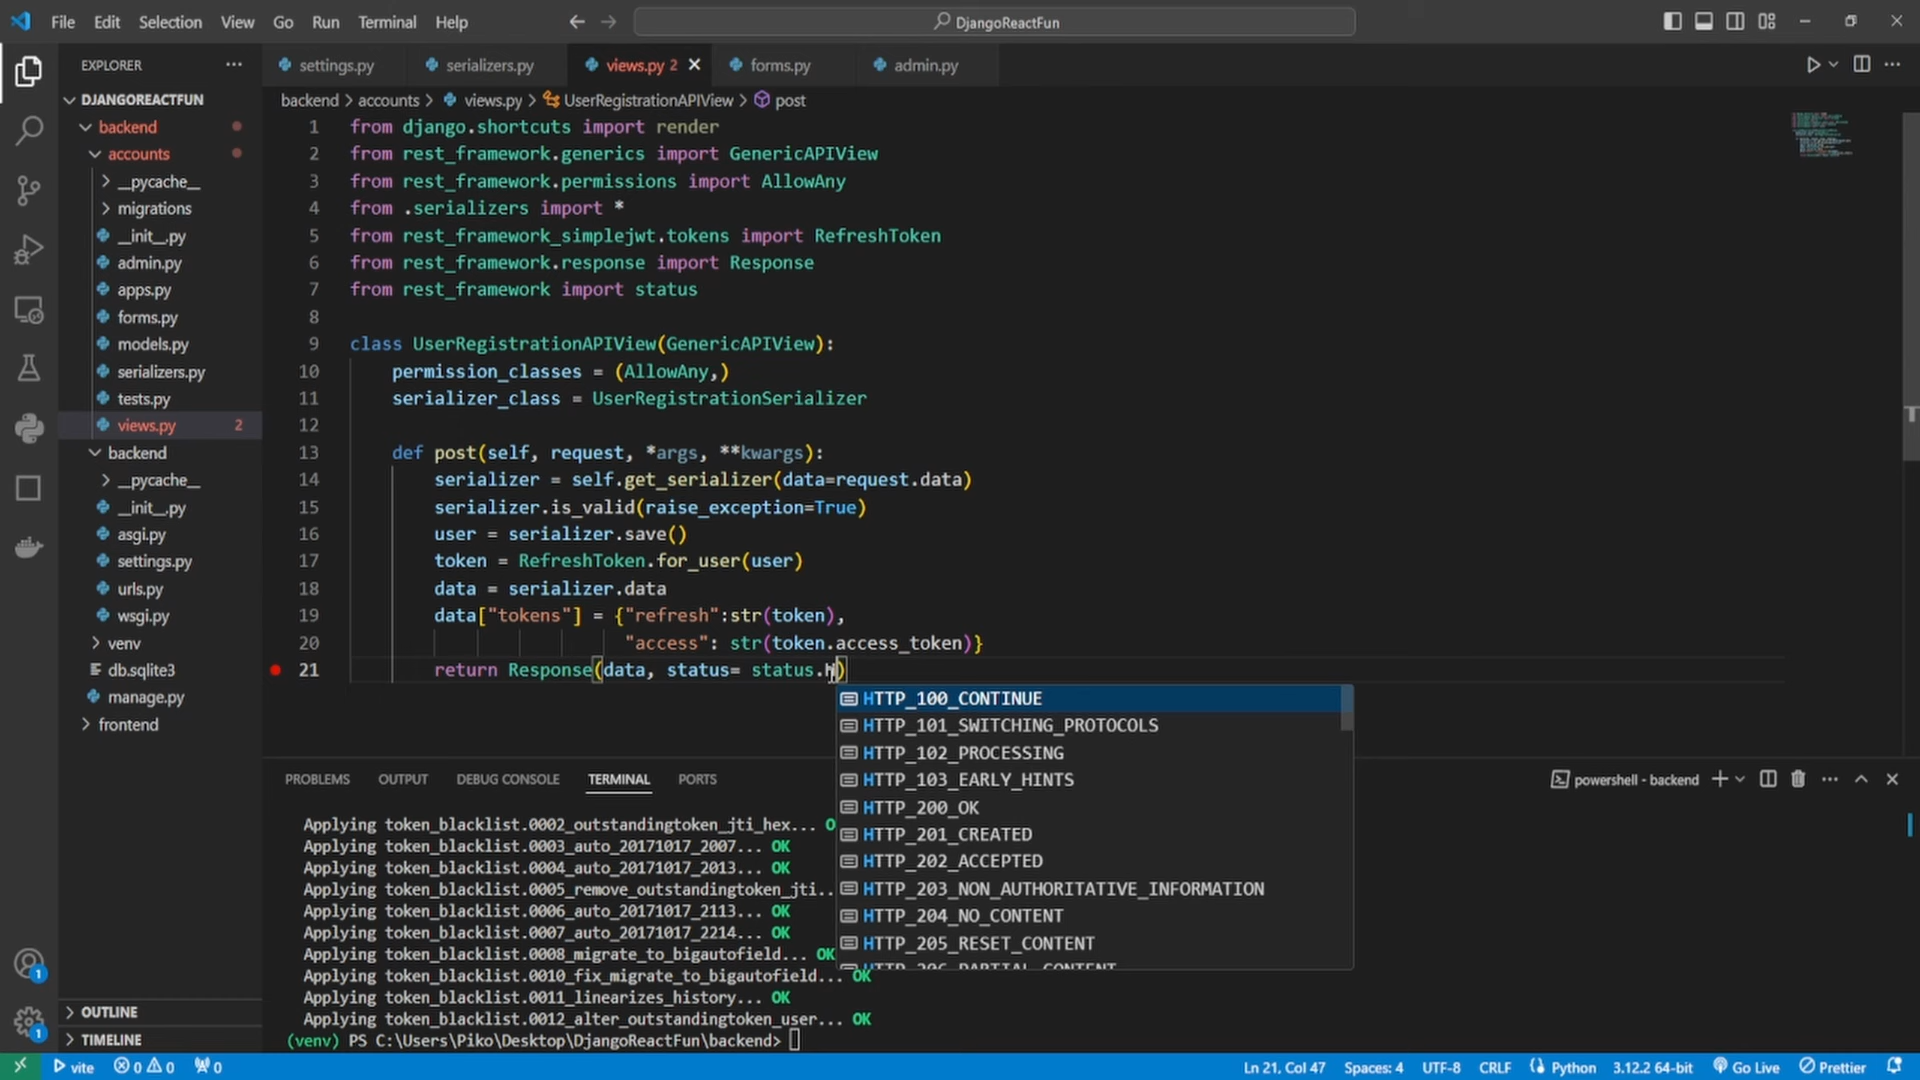 File Edit Selection View Go Run Terminal Help
DjangoReactFun
EXPLORER
DJANGOREACTFUN
backend
accounts
__pycache__
migrations
__init__.py
admin.py
apps.py
forms.py
models.py
serializers.py
tests.py
views.py 2
backend
__pycache__
__init__.py
asgi.py
settings.py
urls.py
wsgi.py
venv
db.sqlite3
manage.py
frontend
OUTLINE
TIMELINE
settings.py serializers.py views.py 2 forms.py admin.py
backend > accounts > views.py > UserRegistrationAPIView > post
1 from django.shortcuts import render
2 from rest_framework.generics import GenericAPIView
3 from rest_framework.permissions import AllowAny
4 from .serializers import *
5 from rest_framework_simplejwt.tokens import RefreshToken
6 from rest_framework.response import Response
7 from rest_framework import status
8
9 class UserRegistrationAPIView(GenericAPIView):
10 permission_classes = (AllowAny,)
11 serializer_class = UserRegistrationSerializer
12
13 def post(self, request, *args, **kwargs):
14 serializer = self.get_serializer(data=request.data)
15 serializer.is_valid(raise_exception=True)
16 user = serializer.save()
17 token = RefreshToken.for_user(user)
18 data = serializer.data
19 data["tokens"] = {"refresh":str(token),
20 "access": str(token.access_token)}
21 return Response(data, status= status.h)
HTTP_100_CONTINUE
HTTP_101_SWITCHING_PROTOCOLS
HTTP_102_PROCESSING
HTTP_103_EARLY_HINTS
HTTP_200_OK
HTTP_201_CREATED
HTTP_202_ACCEPTED
HTTP_203_NON_AUTHORITATIVE_INFORMATION
HTTP_204_NO_CONTENT
HTTP_205_RESET_CONTENT
HTTP_206_PARTIAL_CONTENT
PROBLEMS OUTPUT DEBUG CONSOLE TERMINAL PORTS
powershell - backend
Applying token_blacklist.0002_outstandingtoken_jti_hex... O
Applying token_blacklist.0003_auto_20171017_2007... OK
Applying token_blacklist.0004_auto_20171017_2013... OK
Applying token_blacklist.0005_remove_outstandingtoken_jti..
Applying token_blacklist.0006_auto_20171017_2113... OK
Applying token_blacklist.0007_auto_20171017_2214... OK
Applying token_blacklist.0008_migrate_to_bigautofield... OK
Applying token_blacklist.0010_fix_migrate_to_bigautofield... OK
Applying token_blacklist.0011_linearizes_history... OK
Applying token_blacklist.0012_alter_outstandingtoken_user... OK
(venv) PS C:\Users\Piko\Desktop\DjangoReactFun\backend>
1
1
vite 0 0 0 Ln 21, Col 47 Spaces: 4 UTF-8 CRLF Python 3.12.2 64-bit Go Live Prettier